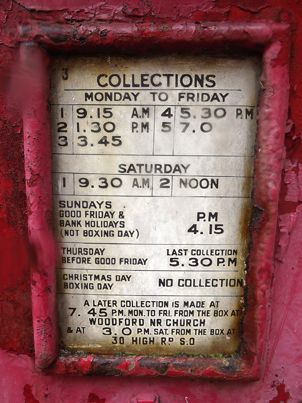 3
COLLECTIONS
MONDAY TO FRIDAY
1 9.15 A.M 4 5.30 P.M
2 1.30 P.M 5 7.0
3 3.45
SATURDAY
1 9.30 A.M 2 NOON
SUNDAYS
GOOD FRIDAY &
BANK HOLIDAYS
(NOT BOXING DAY)
P.M
4.15
THURSDAY
BEFORE GOOD FRIDAY
LAST COLLECTION
5.30 P.M
CHRISTMAS DAY
BOXING DAY
NO COLLECTION
A LATER COLLECTION IS MADE AT
7.45 P.M. MON. TO FRI. FROM THE BOX AT
WOODFORD NR CHURCH
& AT 3.0 P.M. SAT. FROM THE BOX AT
30 HIGH RD S.O